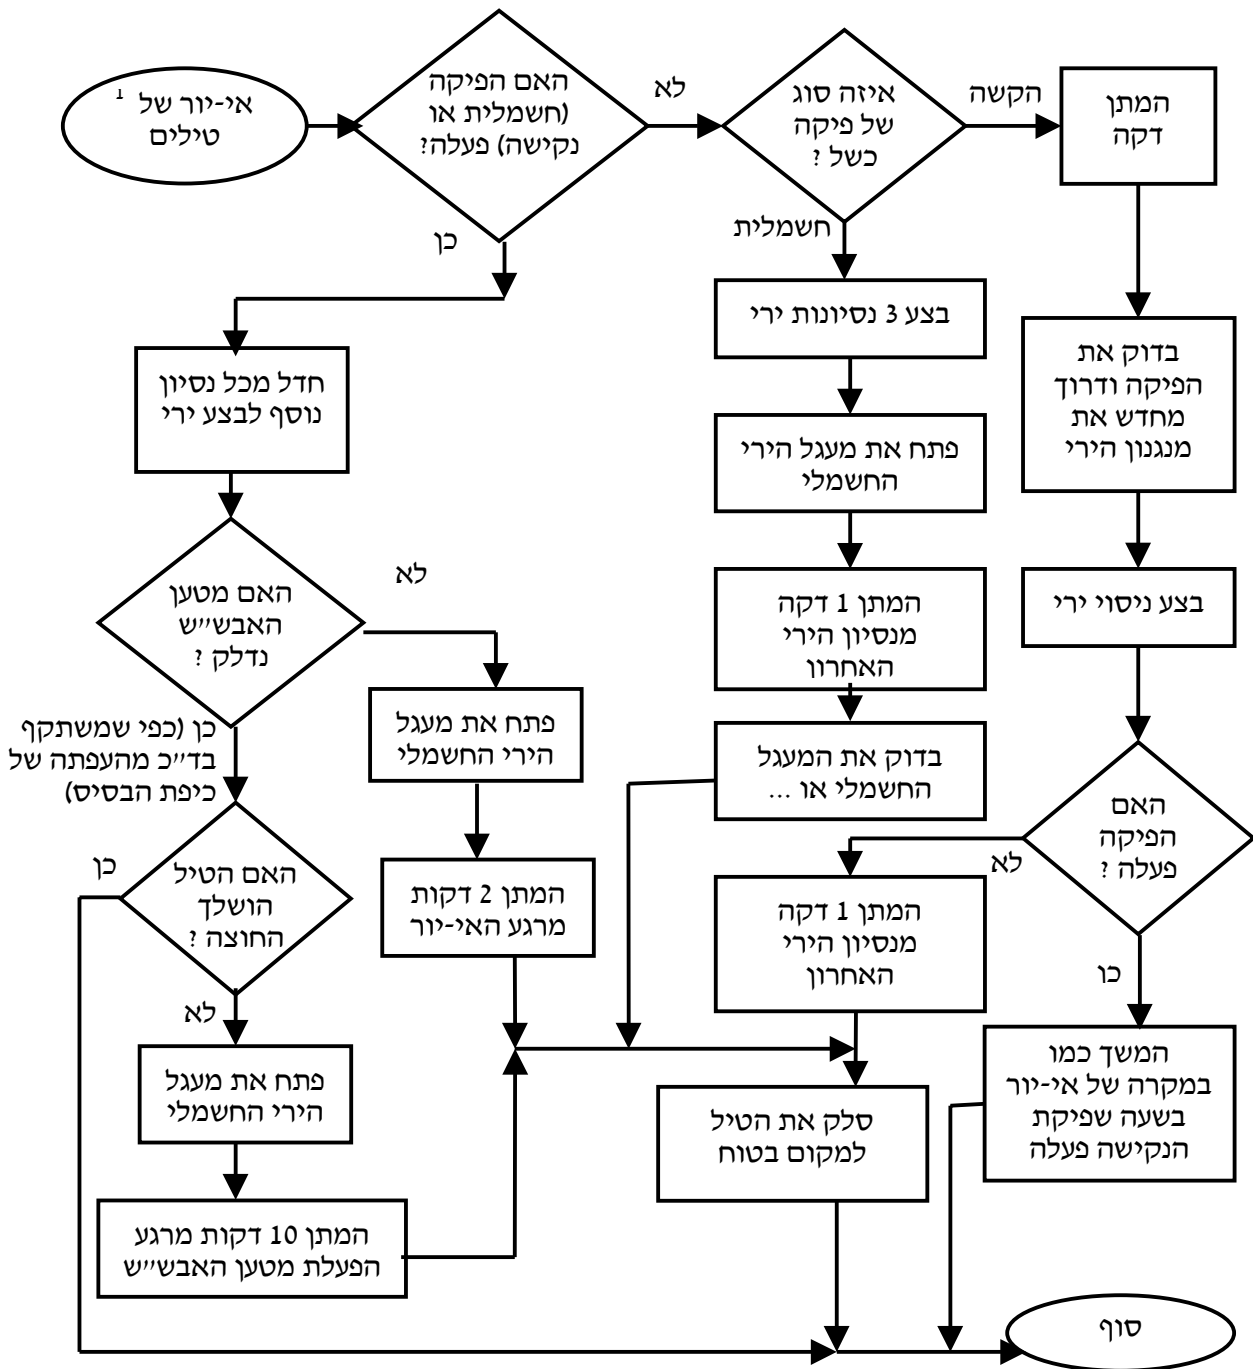 אי-יור של 1
טילים
האם הפיקה
(חשמלית או
נקישה) פעלה?
לא
איזה סוג
של פיקה
כשל ?
הקשה
המתן
דקה
כן
חשמלית
בצע 3 נסיונות ירי
בדוק את
הפיקה ודרוך
מחדש את
מנגנון הירי
חדל מכל נסיון
נוסף לבצע ירי
פתח את מעגל הירי
החשמלי
האם מטען
האבש״ש
נדלק ?
לא
המתן 1 דקה
מנסיון הירי
האחרון
בצע ניסוי ירי
כן (כפי שמשתקף
בד״כ מהעפתה של
כיפת הבסיס)
פתח את מעגל
הירי החשמלי
בדוק את המעגל
החשמלי או ...
האם
הפיקה
פעלה ?
לא
כן
האם הטיל
הושלך
החוצה ?
המתן 2 דקות
מרגע האי-יור
המתן 1 דקה
מנסיון הירי
האחרון
כו
לא
פתח את מעגל
הירי החשמלי
סלק את הטיל
למקום בטוח
המשך כמו
במקרה של אי-יור
בשעה שפיקת
הנקישה פעלה
המתן 10 דקות מרגע
הפעלת מטען האבש״ש
סוף